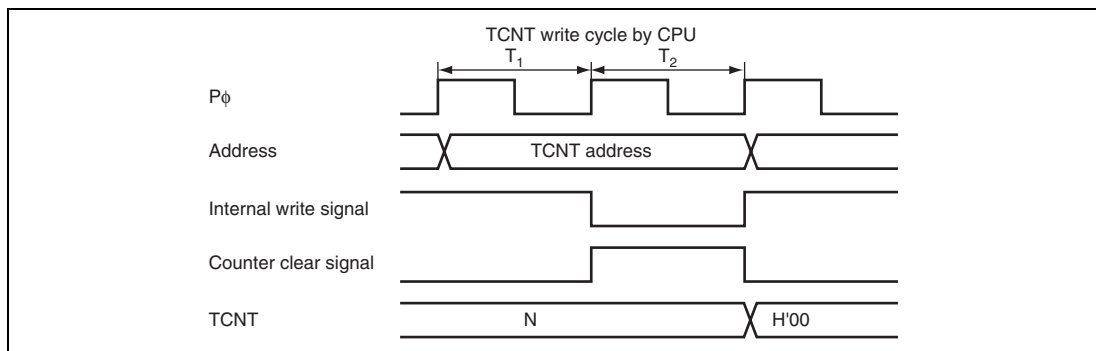 TCNT write cycle by CPU
T1 T2
Pϕ
Address TCNT address
Internal write signal
Counter clear signal
TCNT N H'00